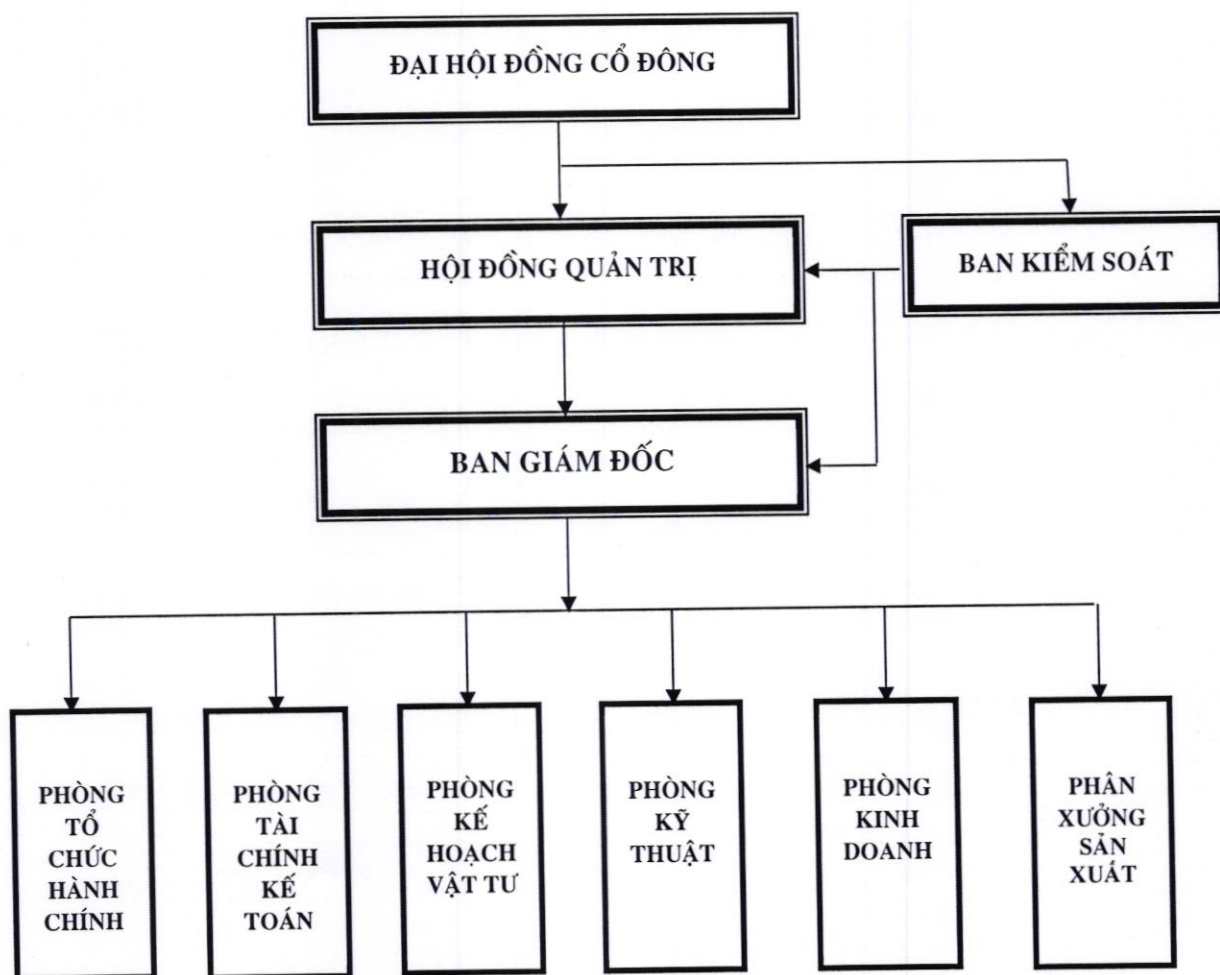 ĐẠI HỘI ĐỒNG CỔ ĐÔNG
HỘI ĐỒNG QUẢN TRỊ
BAN KIỂM SOÁT
BAN GIÁM ĐỐC
PHÒNG
TỔ
CHỨC
HÀNH
CHÍNH
PHÒNG
TÀI
CHÍNH
KẾ
TOÁN
PHÒNG
KẾ
HOẠCH
VẬT TƯ
PHÒNG
KỸ
THUẬT
PHÒNG
KINH
DOANH
PHÂN
XƯỞNG
SẢN
XUẤT